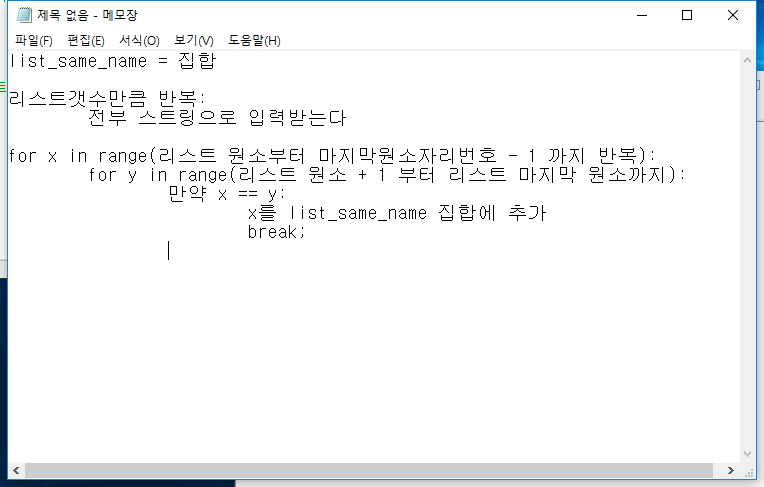 제목 없음 - 메모장
파일(F) 편집(E) 서식(O) 보기(V) 도움말(H)
list_same_name = 집합
리스트갯수만큼 반복:
전부 스트링으로 입력받는다
for x in range(리스트 원소부터 마지막원소자리번호 - 1 까지 반복):
for y in range(리스트 원소 + 1 부터 리스트 마지막 원소까지):
만약 x == y:
x를 list_same_name 집합에 추가
break;